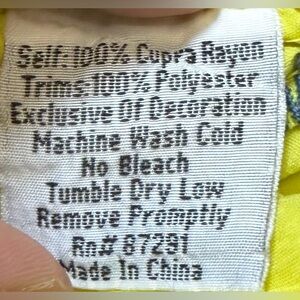 Self: 100% Cupra Rayon
Trims: 100% Polyester
Exclusive Of Decoration
Machine Wash Cold
No Bleach
Tumble Dry Low
Remove Promptly
Rn# 87291
Made In China